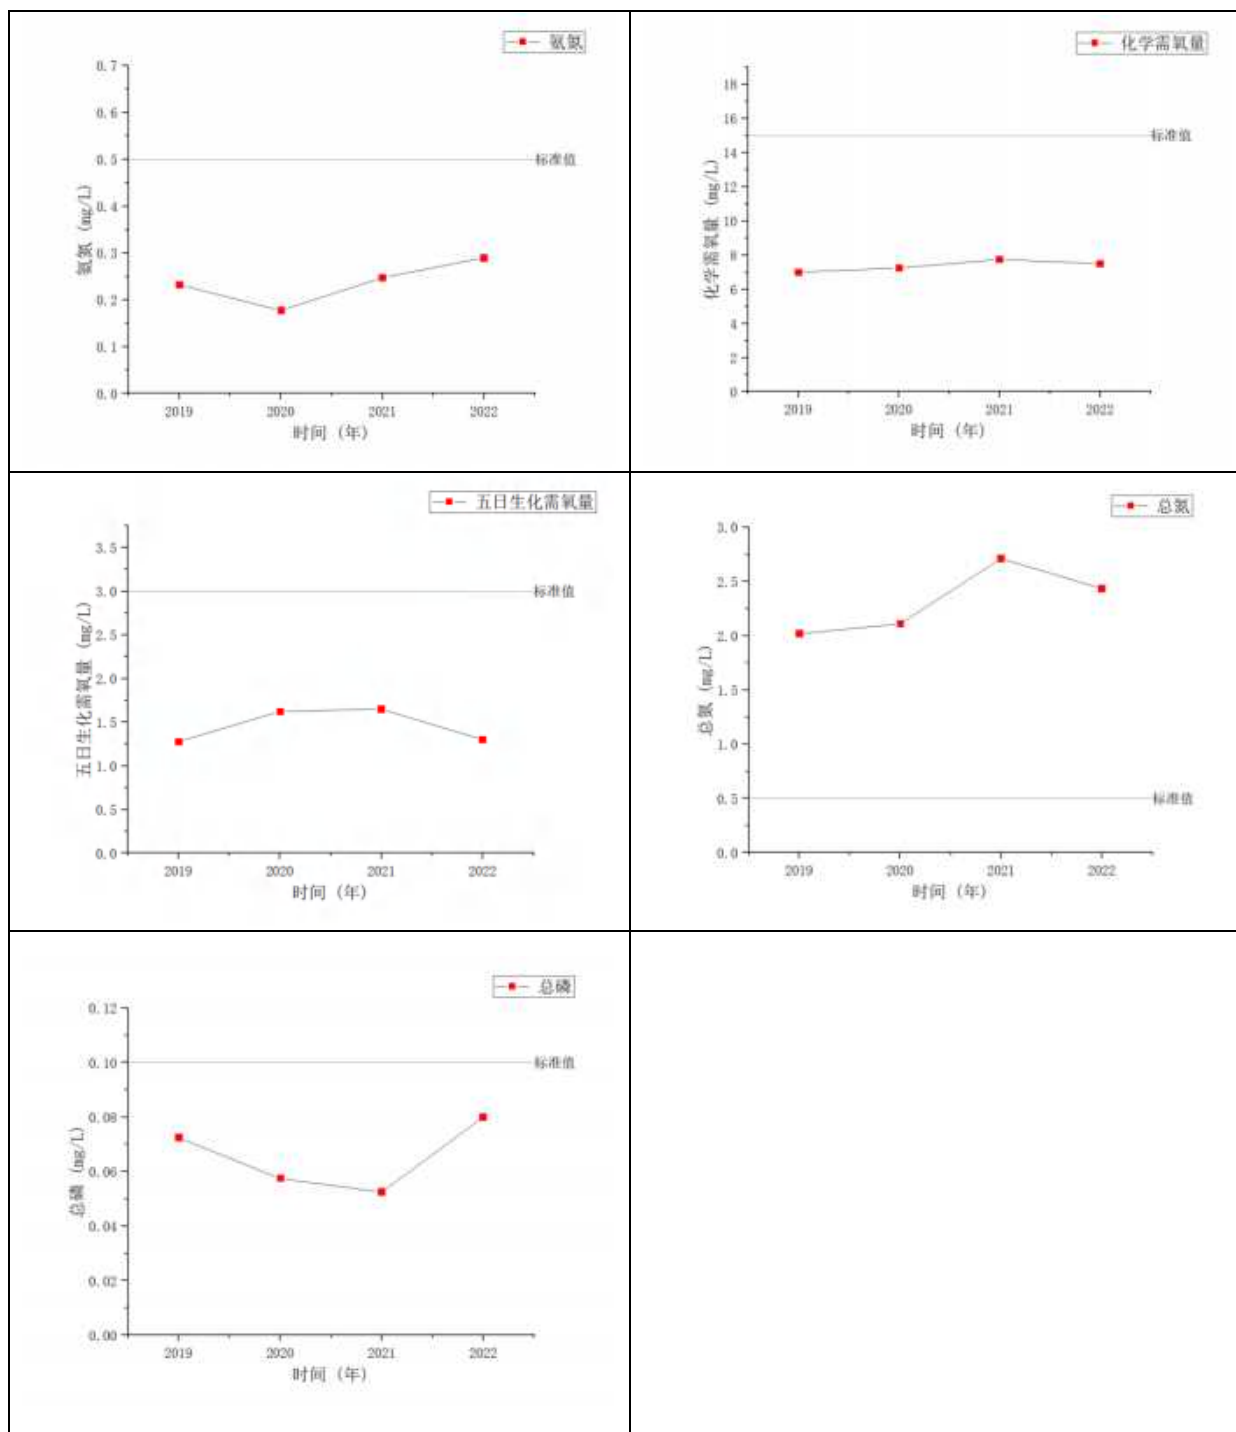 氨氮
0.7
0.6
0.5
标准值
0.4
0.3
0.2
0.1
0.0
氨氮 (mg/L)
2019 2020 2021 2022
时间 (年)
化学需氧量
18
16
标准值
14
12
10
8
6
4
2
0
化学需氧量 (mg/L)
2019 2020 2021 2022
时间 (年)
五日生化需氧量
3.5
3.0
标准值
2.5
2.0
1.5
1.0
0.5
0.0
五日生化需氧量 (mg/L)
2019 2020 2021 2022
时间 (年)
总氮
3.0
2.5
2.0
1.5
1.0
0.5
标准值
0.0
总氮 (mg/L)
2019 2020 2021 2022
时间 (年)
总磷
0.12
0.10
标准值
0.08
0.06
0.04
0.02
0.00
总磷 (mg/L)
2019 2020 2021 2022
时间 (年)